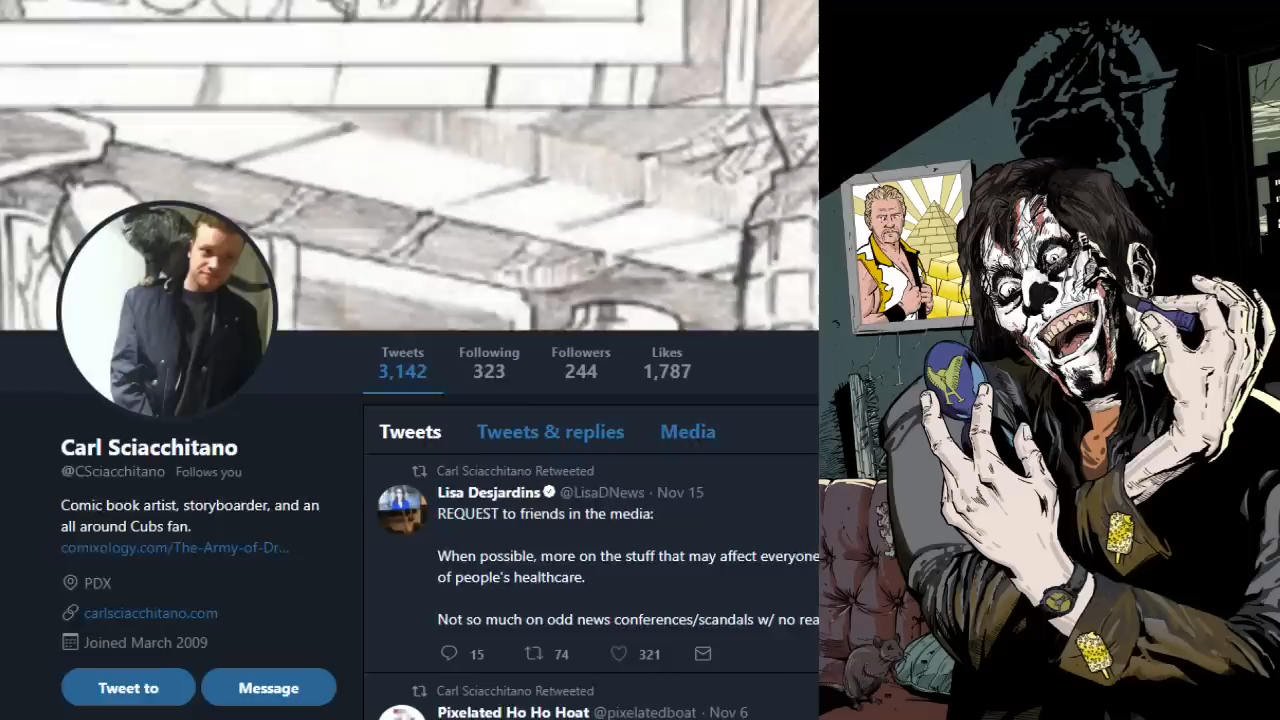 Tweets
3,142
Following
323
Followers
244
Likes
1,787
Carl Sciacchitano
@CSciacchitano Follows you
Comic book artist, storyboarder, and an
all around Cubs fan.
comixology.com/The-Army-of-Dr...
PDX
carlsciacchitano.com
Joined March 2009
Tweet to
Message
Tweets
Tweets & replies
Media
Carl Sciacchitano Retweeted
Lisa Desjardins @LisaDNews · Nov 15
REQUEST to friends in the media:
When possible, more on the stuff that may affect everyone
of people's healthcare.
Not so much on odd news conferences/scandals w/ no rea
15
74
321
Carl Sciacchitano Retweeted
Pixelated Ho Ho Hoat @pixelatedboat · Nov 6